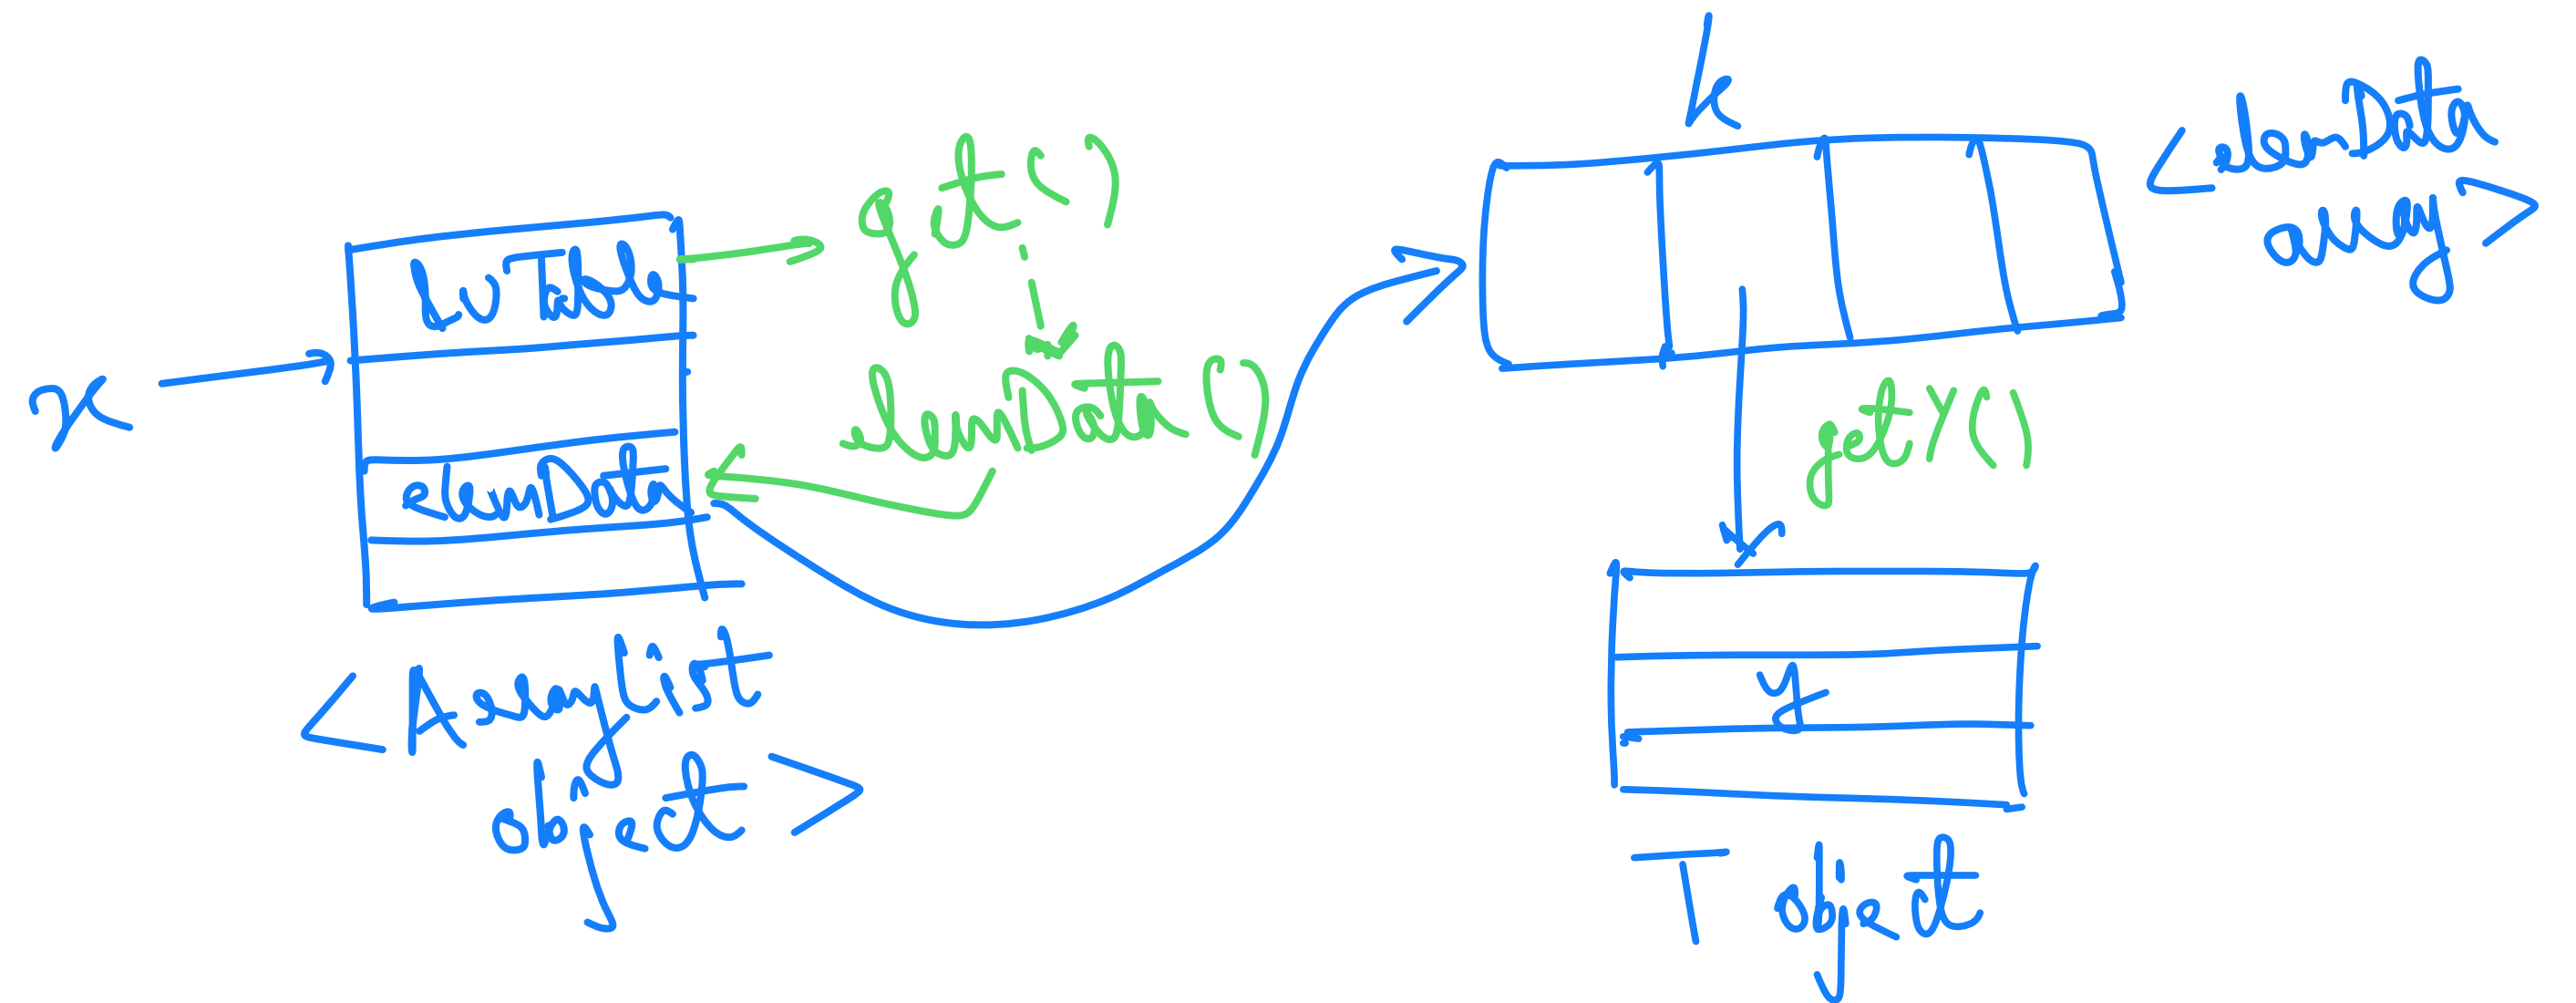 x
vTable
elemData
<ArrayList
object>
get()
elemData()
k
<elemData
array>
getY()
y
T object